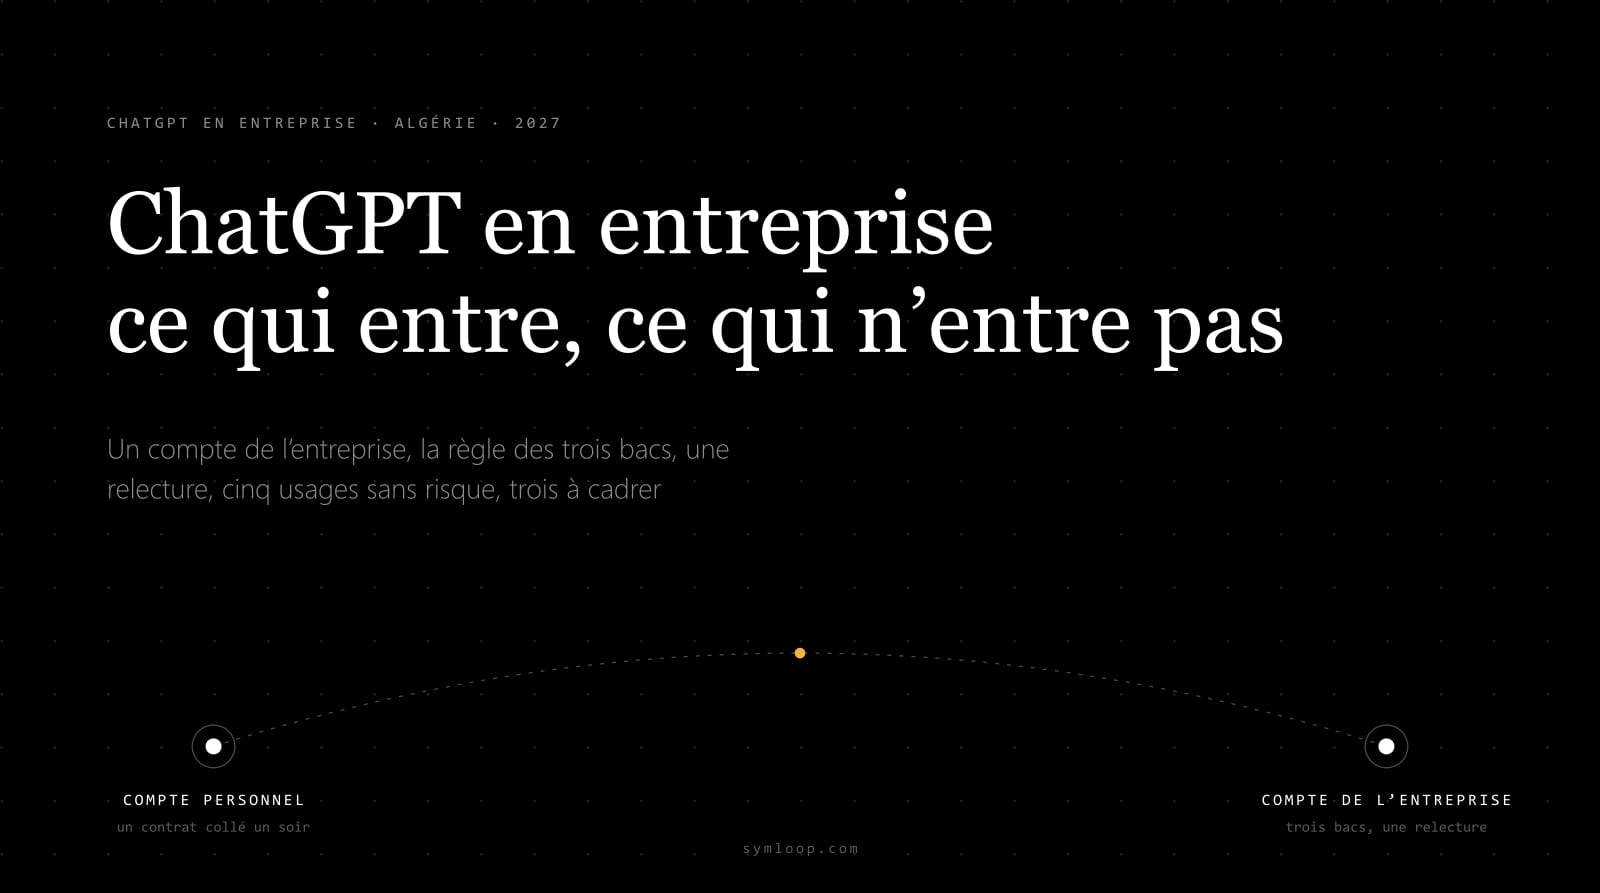 CHATGPT EN ENTREPRISE · ALGÉRIE · 2027
ChatGPT en entreprise
ce qui entre, ce qui n’entre pas
Un compte de l’entreprise, la règle des trois bacs, une
relecture, cinq usages sans risque, trois à cadrer
COMPTE PERSONNEL
un contrat collé un soir
COMPTE DE L’ENTREPRISE
trois bacs, une relecture
symloop.com